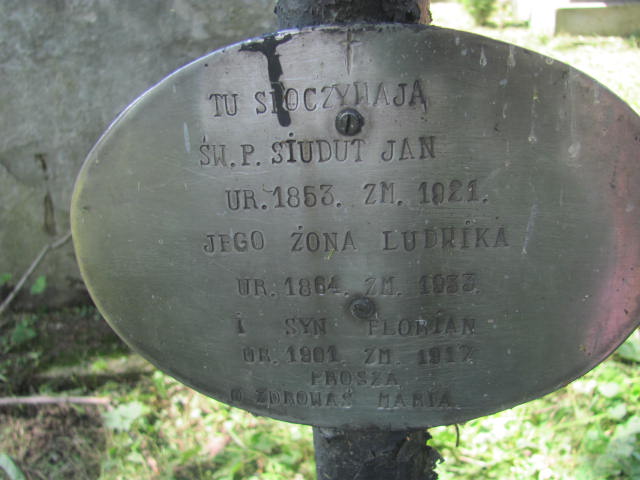 TU SPOCZYWAJĄ
ŚW. P. SIUDUT JAN
UR. 1853. ZM. 1921.
JEGO ŻONA LUDWIKA
UR. 1864. ZM. 1933.
I SYN FLORIAN
UR. 1901. ZM. 1917.
PROSZĄ
O ZDROWAŚ MARIA